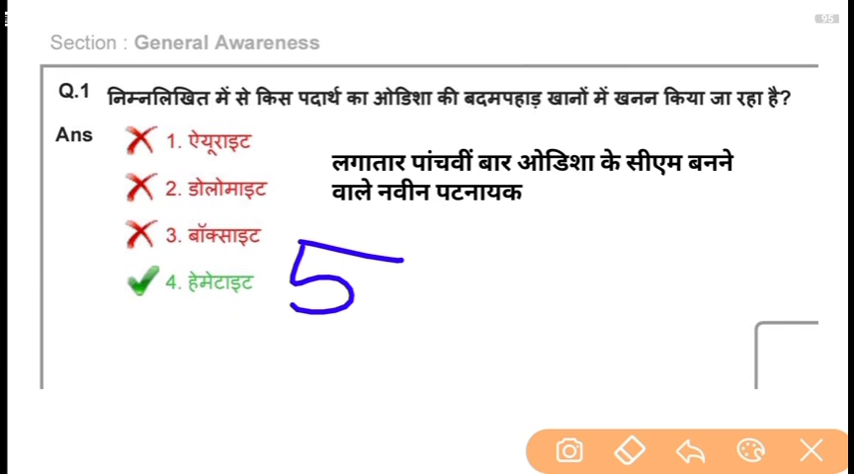 95
Section : General Awareness
Q.1 निम्नलिखित में से किस पदार्थ का ओडिशा की बदमपहाड़ खानों में खनन किया जा रहा है?
Ans 1. ऐयूराइट
2. डोलोमाइट
3. बॉक्साइट
4. हेमेटाइट
लगातार पांचवीं बार ओडिशा के सीएम बनने
वाले नवीन पटनायक
5